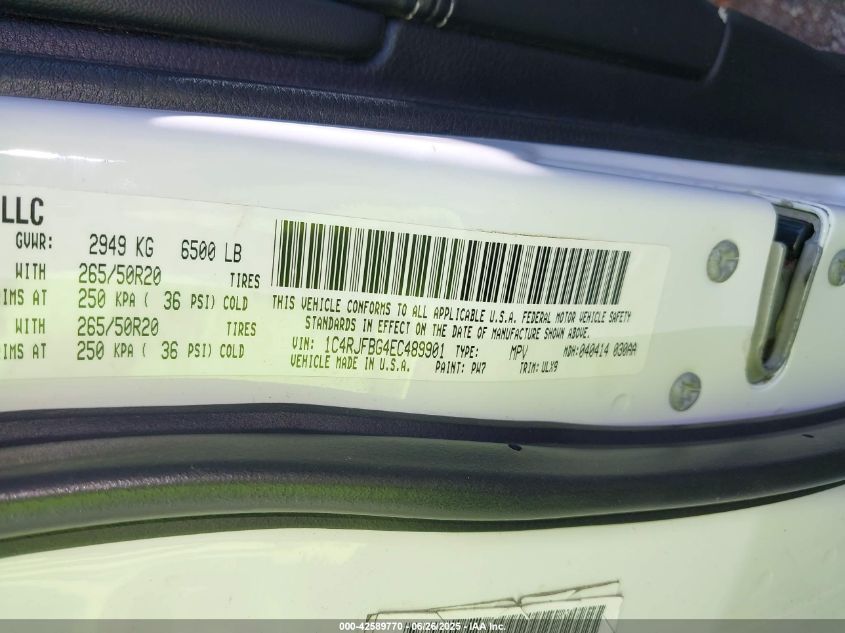 LLC
GVWR: 2949 KG 6500 LB
WITH 265/50R20 TIRES
IMS AT 250 KPA ( 36 PSI) COLD
WITH 265/50R20 TIRES
IMS AT 250 KPA ( 36 PSI) COLD
THIS VEHICLE CONFORMS TO ALL APPLICABLE U.S.A. FEDERAL MOTOR VEHICLE SAFETY
STANDARDS IN EFFECT ON THE DATE OF MANUFACTURE SHOWN ABOVE.
VIN: 1C4RJFBG4EC489901 TYPE: MPV MDH: 040414 030AA
VEHICLE MADE IN U.S.A. PAINT: PW7 TRIM: ULX9
000-42589770 - 06/26/2025 - IAA Inc.